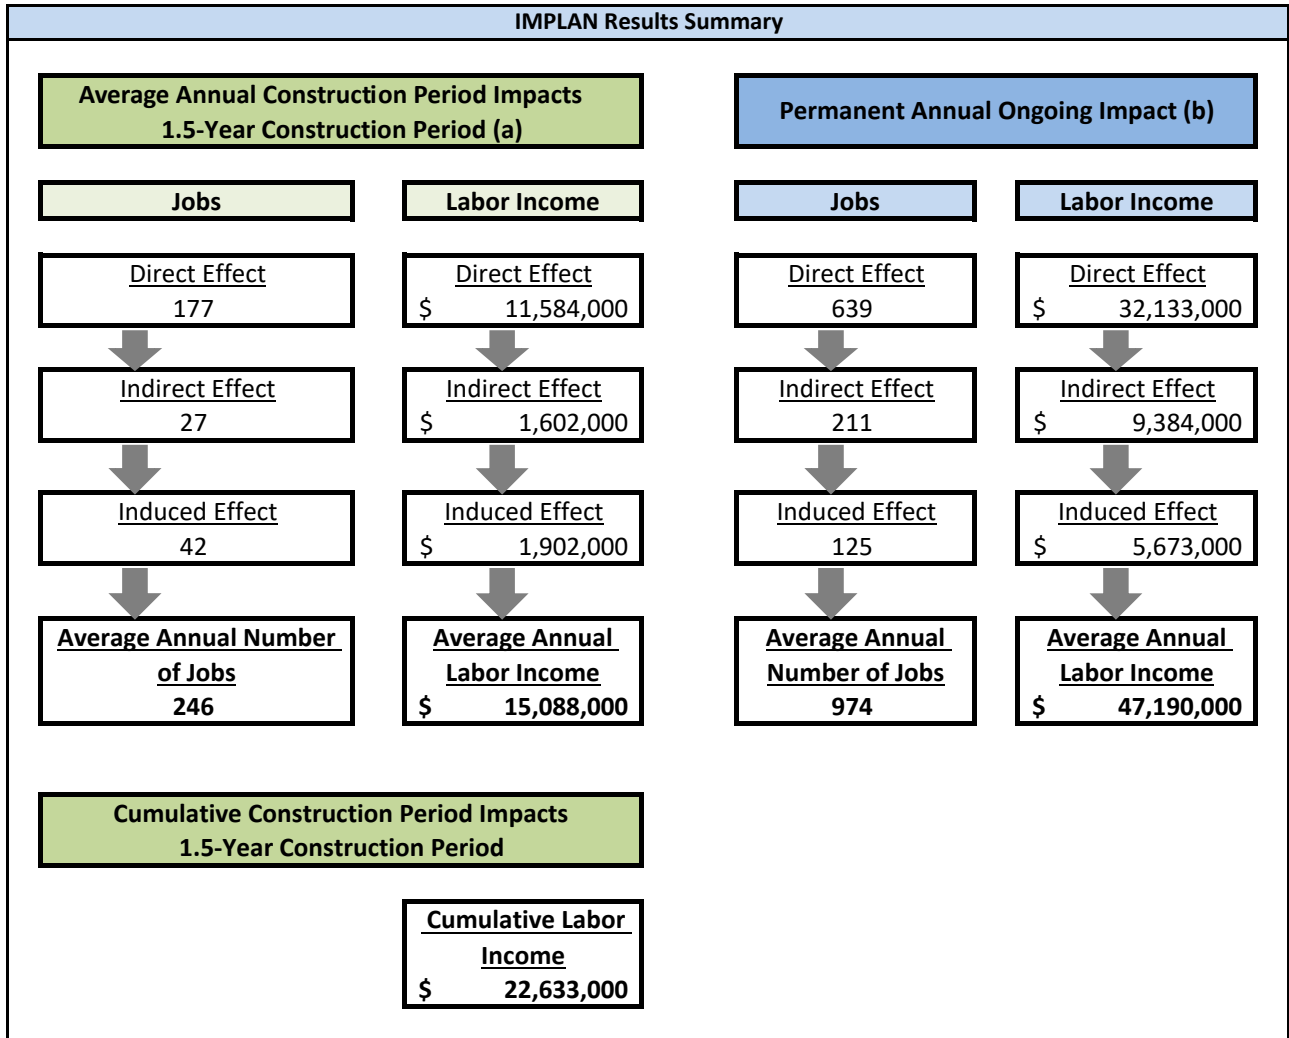 IMPLAN Results Summary
Average Annual Construction Period Impacts
1.5-Year Construction Period (a)
Permanent Annual Ongoing Impact (b)
Jobs
Labor Income
Jobs
Labor Income
Direct Effect
177
Direct Effect
$ 11,584,000
Direct Effect
639
Direct Effect
$ 32,133,000
Indirect Effect
27
Indirect Effect
$ 1,602,000
Indirect Effect
211
Indirect Effect
$ 9,384,000
Induced Effect
42
Induced Effect
$ 1,902,000
Induced Effect
125
Induced Effect
$ 5,673,000
Average Annual Number
of Jobs
246
Average Annual
Labor Income
$ 15,088,000
Average Annual
Number of Jobs
974
Average Annual
Labor Income
$ 47,190,000
Cumulative Construction Period Impacts
1.5-Year Construction Period
Cumulative Labor
Income
$ 22,633,000